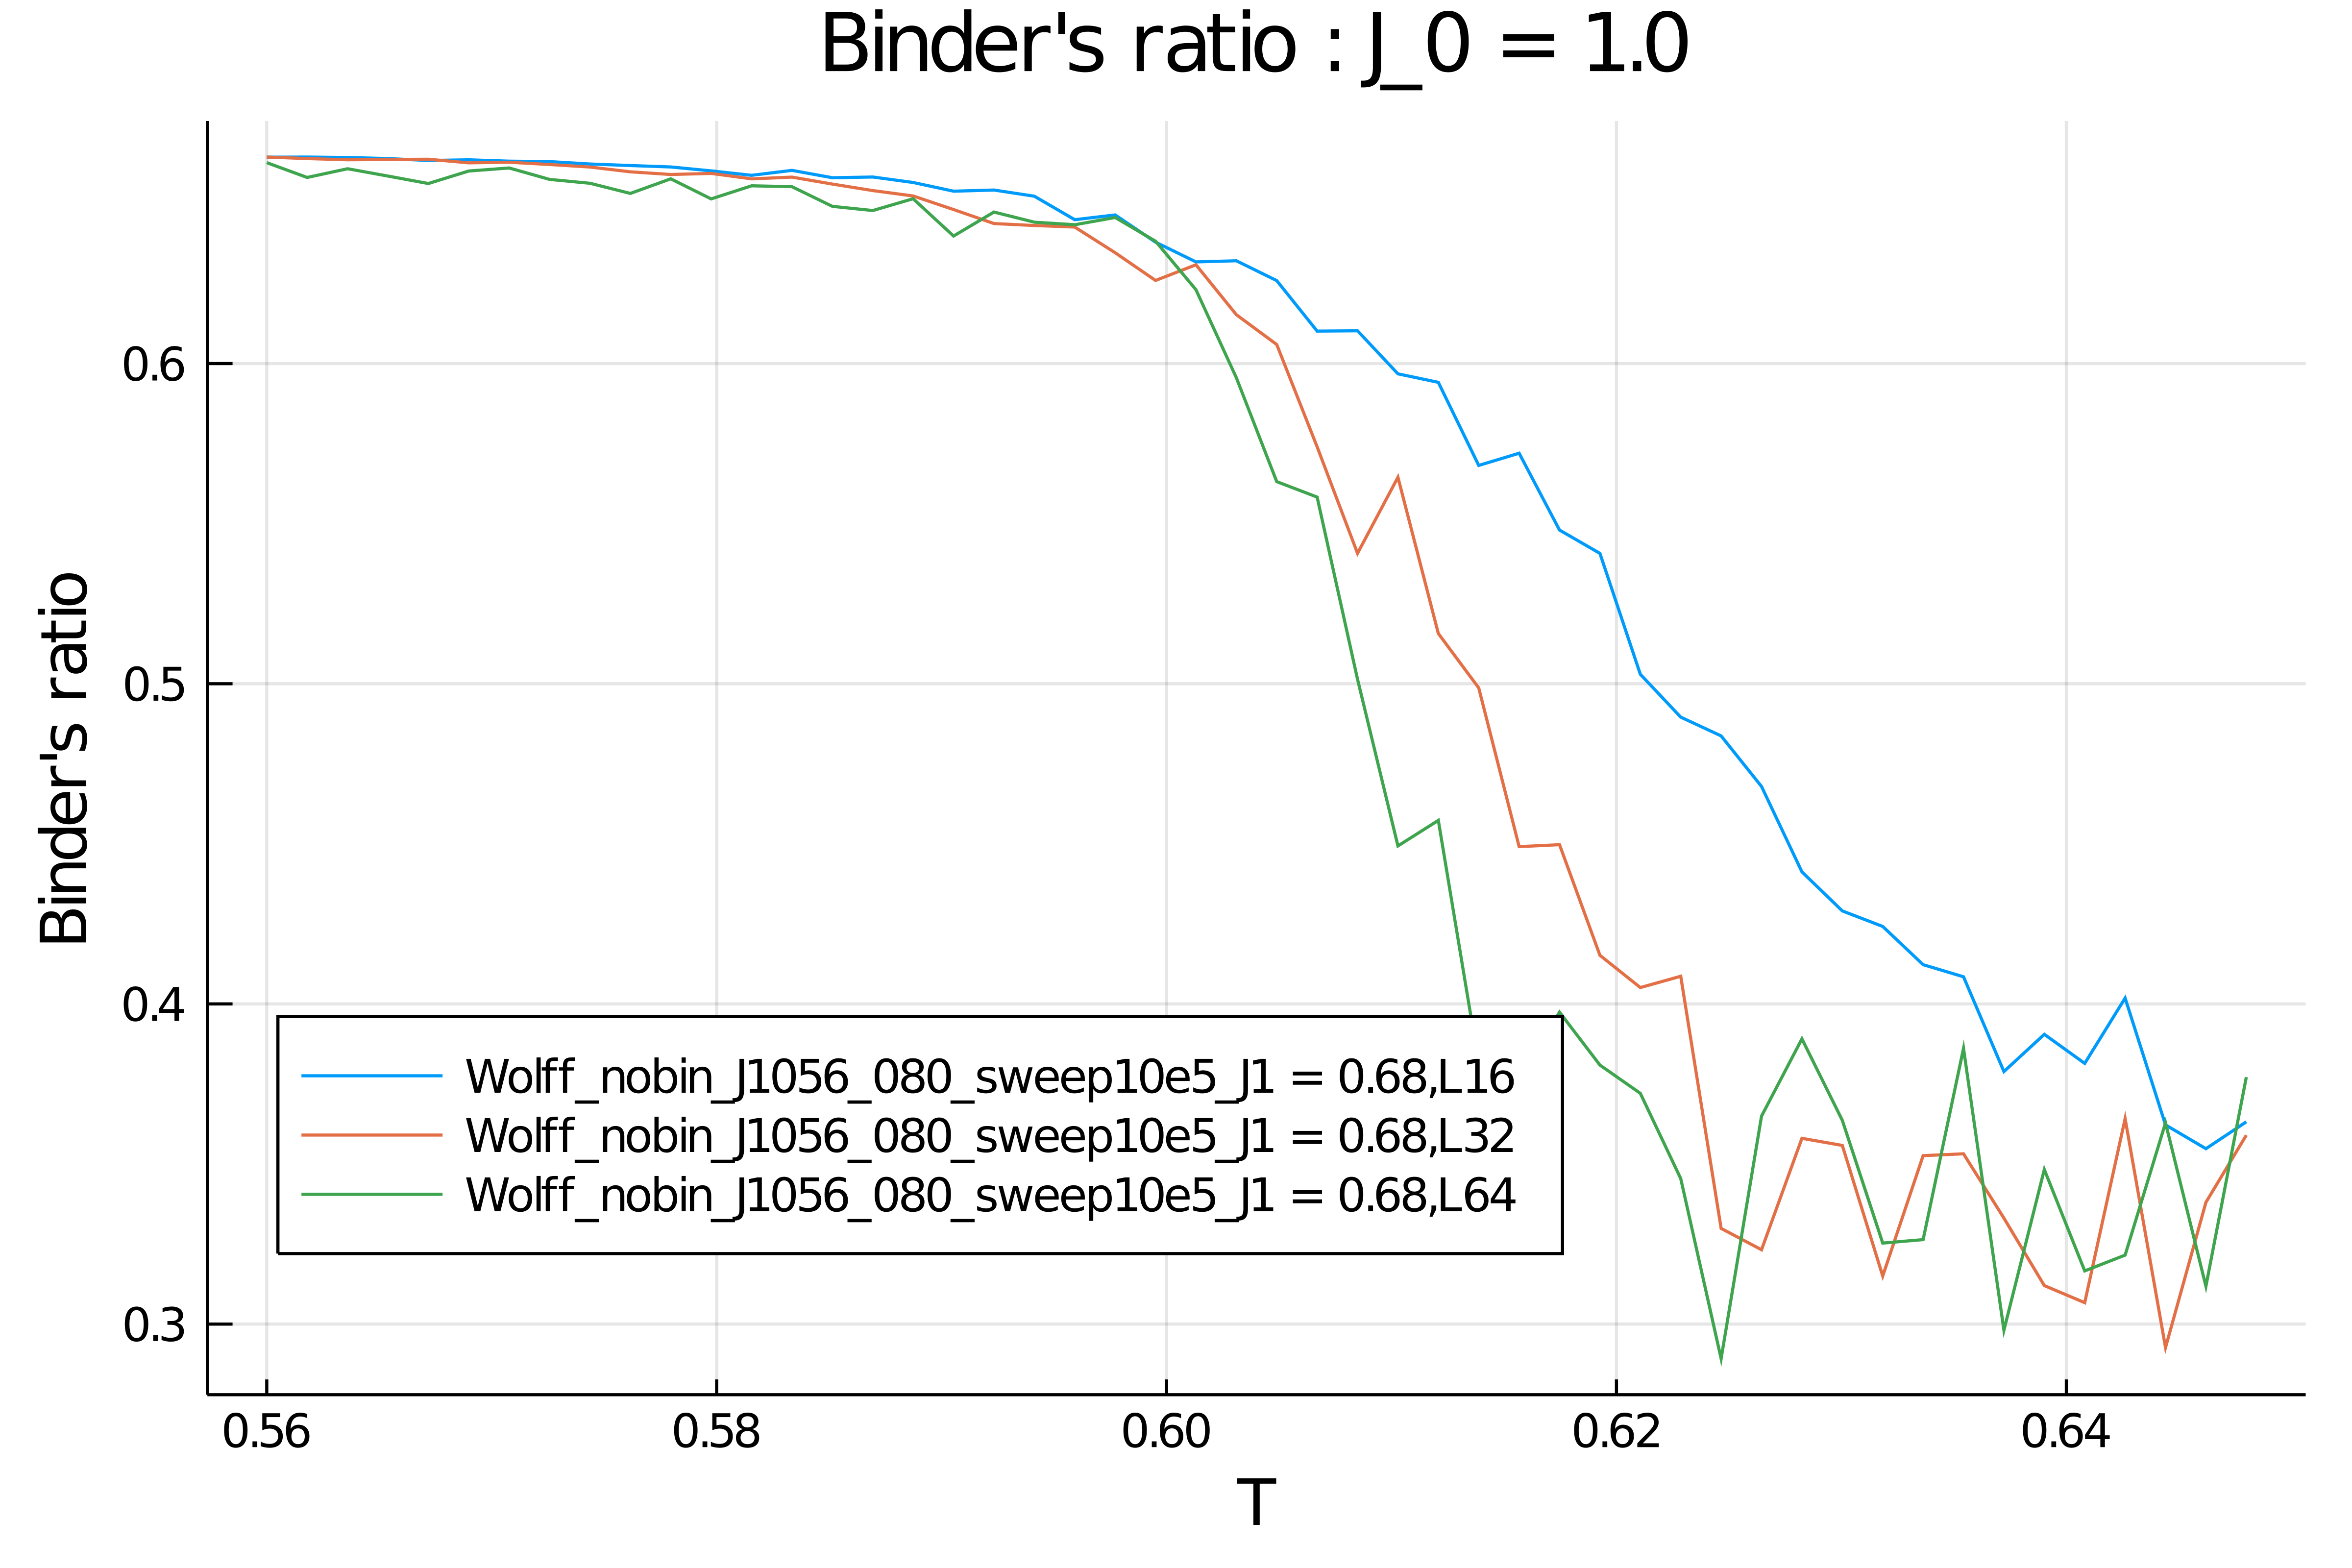 Binder's ratio : J_0 = 1.0
Binder's ratio
0.6
0.5
0.4
0.3
Wolff_nobin_J1056_080_sweep10e5_J1 = 0.68,L16
Wolff_nobin_J1056_080_sweep10e5_J1 = 0.68,L32
Wolff_nobin_J1056_080_sweep10e5_J1 = 0.68,L64
0.56 0.58 0.60 0.62 0.64
T